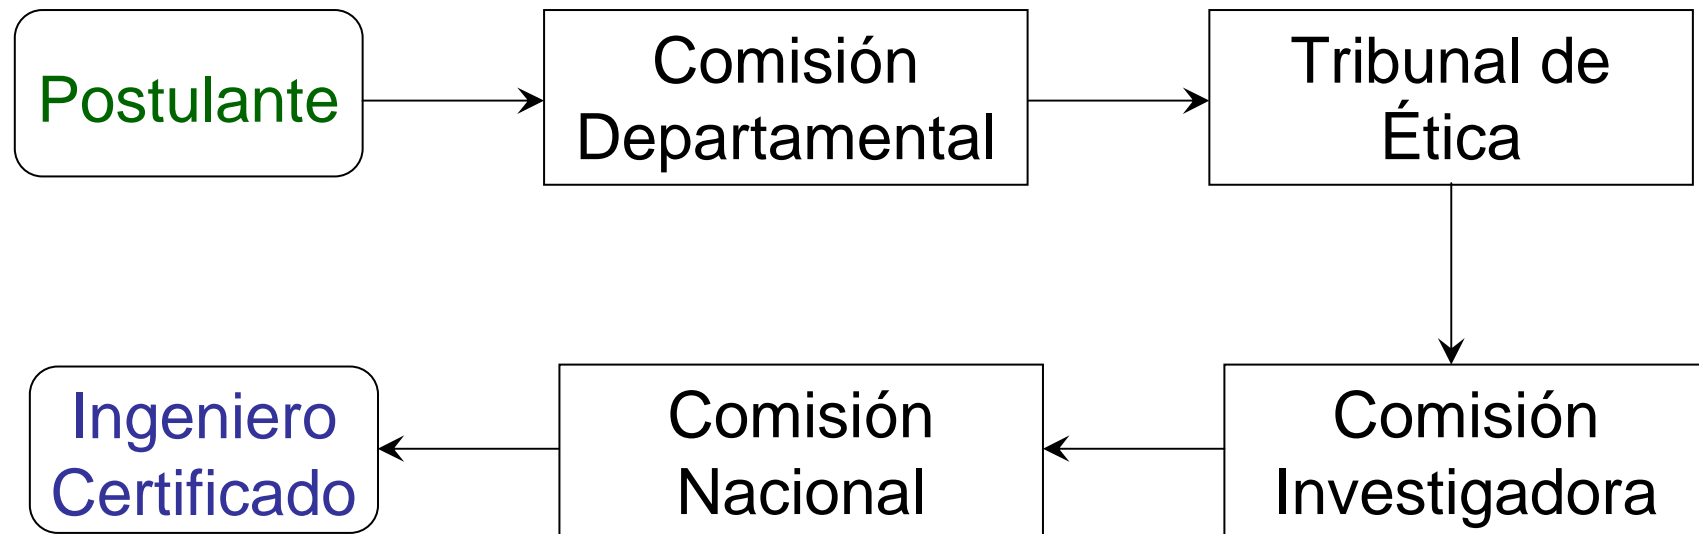 Postulante
Comisión
Departamental
Tribunal de
Ética
Ingeniero
Certificado
Comisión
Nacional
Comisión
Investigadora